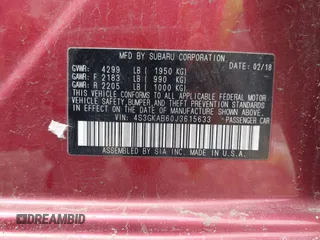 MFD. BY SUBARU CORPORATION
DATE: 02/18
GVWR: 4299 LB ( 1950 KG)
GAWR: F 2183 LB ( 990 KG)
GAWR: R 2205 LB ( 1000 KG)
THIS VEHICLE CONFORMS TO ALL APPLICABLE
FEDERAL MOTOR VEHICLE
SAFETY, BUMPER, AND THEFT PREVENTION STANDARDS
IN EFFECT ON THE DATE OF MANUFACTURE SHOWN ABOVE.
VIN: 4S3GKAB60J3615633 PASSENGER CAR
ASSEMBLED BY SIA INC. MADE IN U.S.A.
DREAMBID